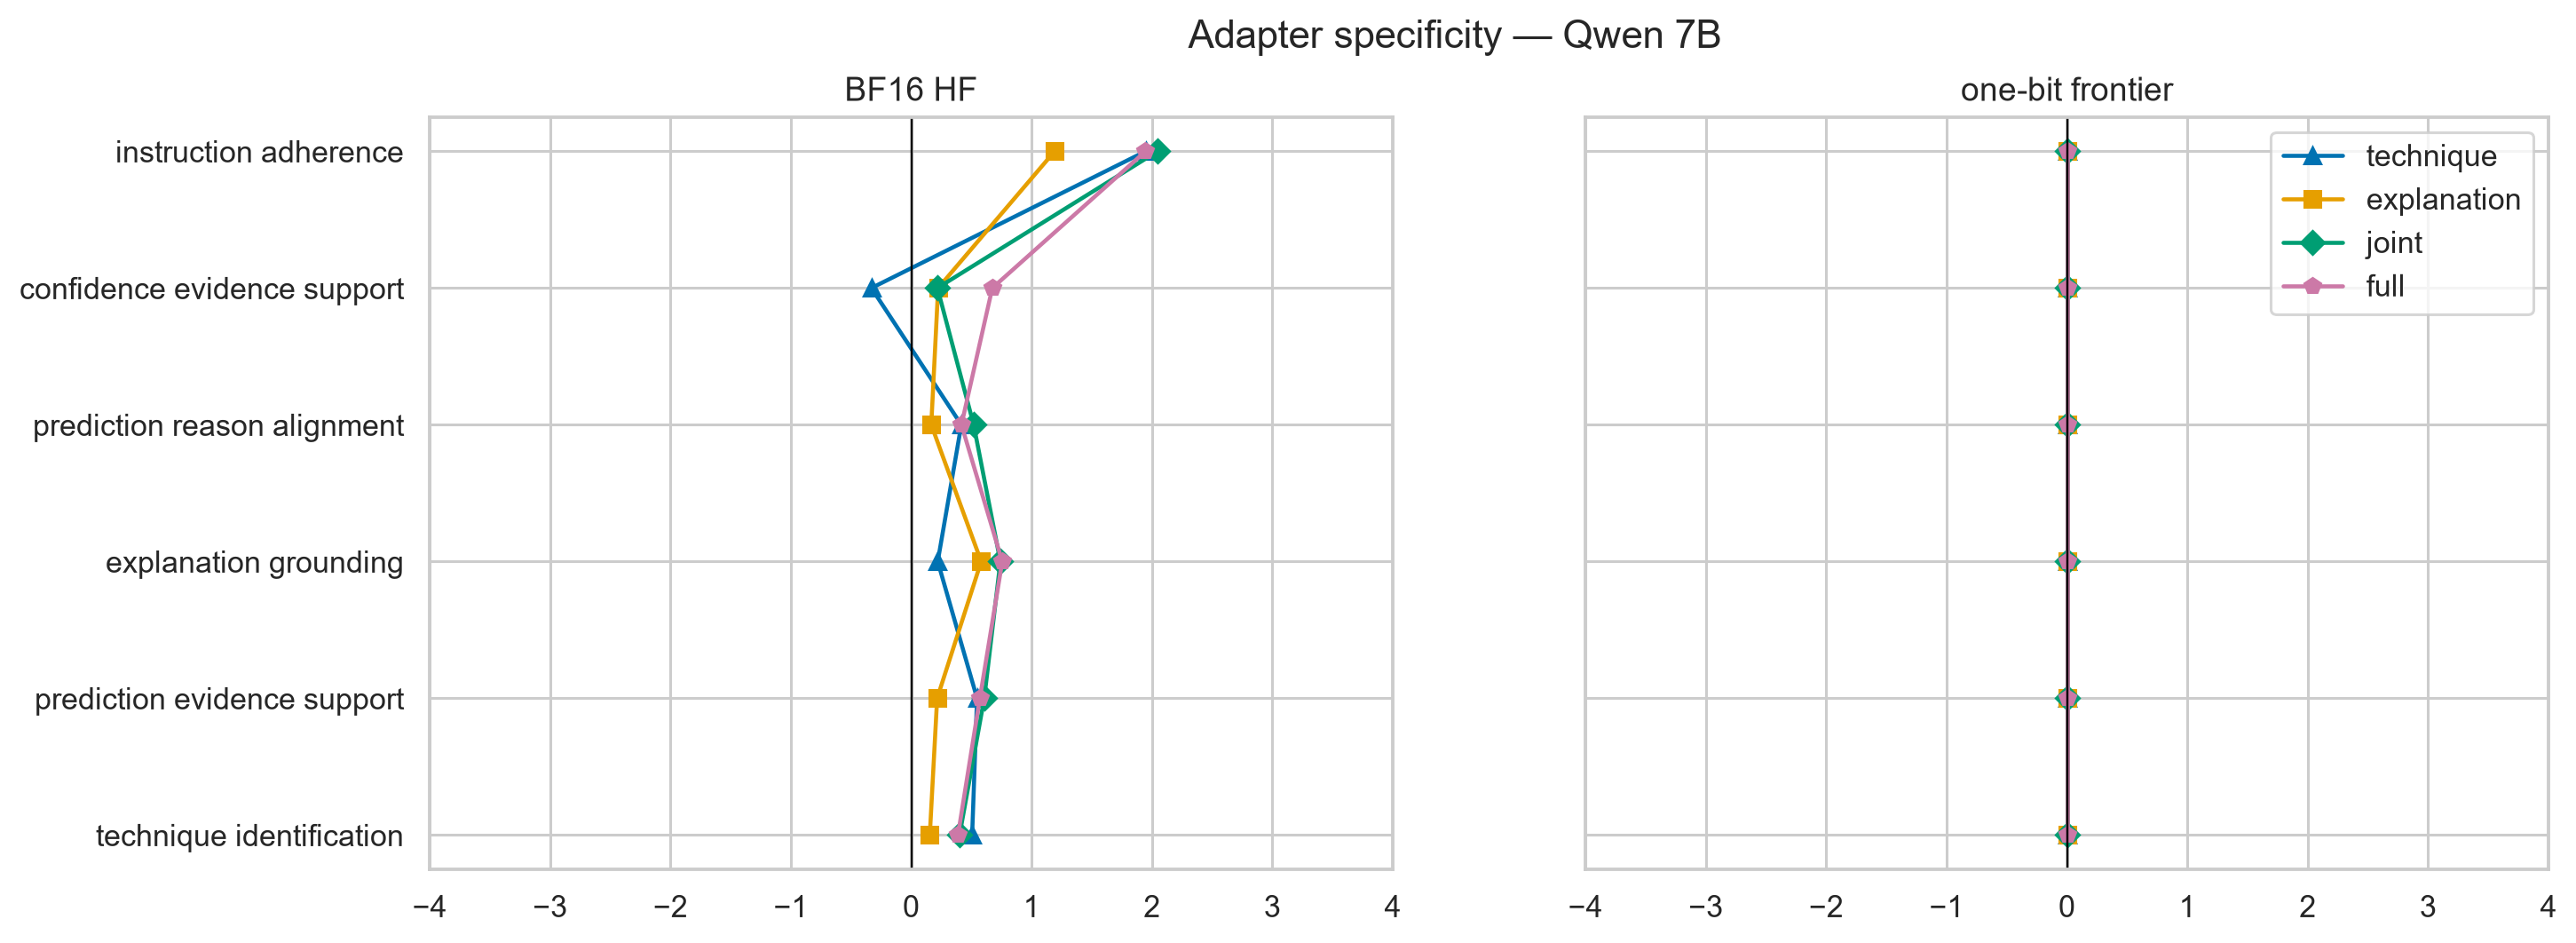 Adapter specificity — Qwen 7B
BF16 HF
instruction adherence
confidence evidence support
prediction reason alignment
explanation grounding
prediction evidence support
technique identification
−4 −3 −2 −1 0 1 2 3 4
one-bit frontier
technique
explanation
joint
full
−4 −3 −2 −1 0 1 2 3 4